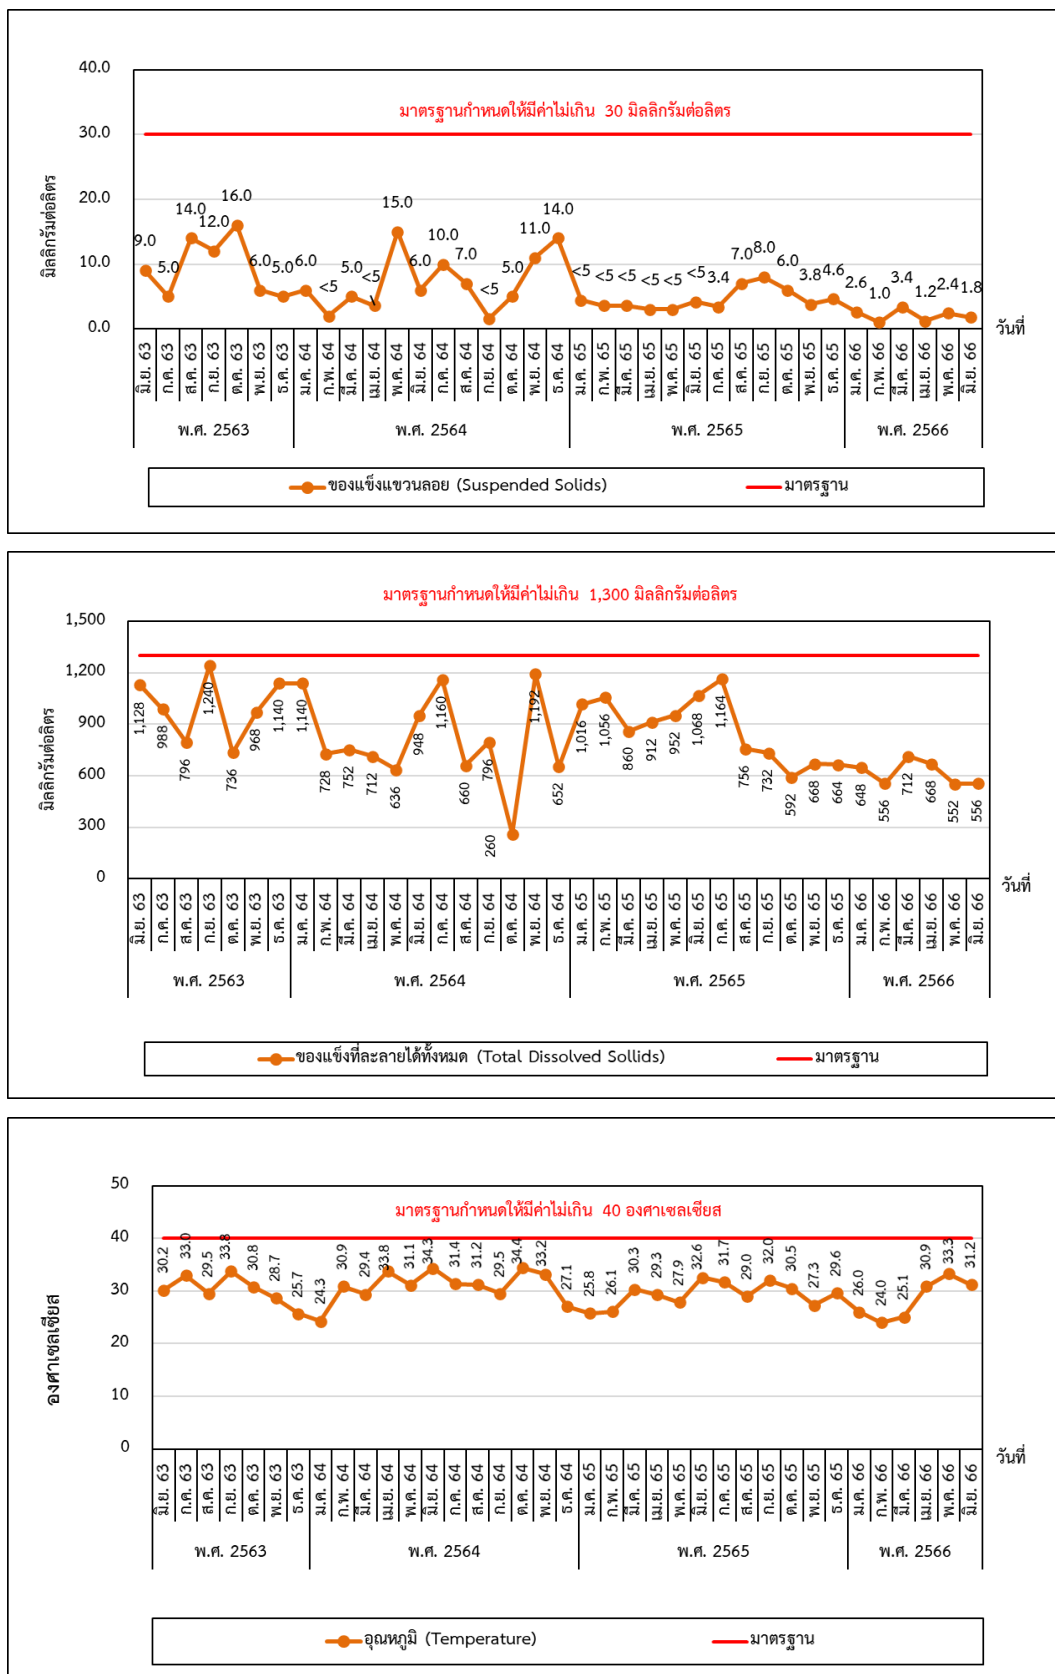 40.0
มาตรฐานกำหนดให้มีค่าไม่เกิน 30 มิลลิกรัมต่อลิตร
30.0
20.0
10.0
0.0
มิลลิกรัมต่อลิตร
9.0 5.0 14.0 12.0 16.0 6.0 5.0 6.0 <5 5.0 <5 15.0 6.0 10.0 7.0 <5 5.0 11.0 14.0 <5 <5 <5 <5 <5 <5 3.4 7.0 8.0 6.0 3.8 4.6 2.6 1.0 3.4 1.2 2.4 1.8
วันที่
มิ.ย. 63 ก.ค. 63 ส.ค. 63 ก.ย. 63 ต.ค. 63 พ.ย. 63 ธ.ค. 63 ม.ค. 64 ก.พ. 64 มี.ค. 64 เม.ย. 64 พ.ค. 64 มิ.ย. 64 ก.ค. 64 ส.ค. 64 ก.ย. 64 ต.ค. 64 พ.ย. 64 ธ.ค. 64 ม.ค. 65 ก.พ. 65 มี.ค. 65 เม.ย. 65 พ.ค. 65 มิ.ย. 65 ก.ค. 65 ส.ค. 65 ก.ย. 65 ต.ค. 65 พ.ย. 65 ธ.ค. 65 ม.ค. 66 ก.พ. 66 มี.ค. 66 เม.ย. 66 พ.ค. 66 มิ.ย. 66
พ.ศ. 2563 พ.ศ. 2564 พ.ศ. 2565 พ.ศ. 2566
ของแข็งแขวนลอย (Suspended Solids) มาตรฐาน
มาตรฐานกำหนดให้มีค่าไม่เกิน 1,300 มิลลิกรัมต่อลิตร
1,500
1,200
900
600
300
0
มิลลิกรัมต่อลิตร
1,128 988 796 1,240 736 968 1,140 1,140 728 752 712 636 948 1,160 660 796 260 1,192 652 1,016 1,056 860 912 952 1,068 1,164 756 732 592 668 664 648 556 712 668 552 556
วันที่
มิ.ย. 63 ก.ค. 63 ส.ค. 63 ก.ย. 63 ต.ค. 63 พ.ย. 63 ธ.ค. 63 ม.ค. 64 ก.พ. 64 มี.ค. 64 เม.ย. 64 พ.ค. 64 มิ.ย. 64 ก.ค. 64 ส.ค. 64 ก.ย. 64 ต.ค. 64 พ.ย. 64 ธ.ค. 64 ม.ค. 65 ก.พ. 65 มี.ค. 65 เม.ย. 65 พ.ค. 65 มิ.ย. 65 ก.ค. 65 ส.ค. 65 ก.ย. 65 ต.ค. 65 พ.ย. 65 ธ.ค. 65 ม.ค. 66 ก.พ. 66 มี.ค. 66 เม.ย. 66 พ.ค. 66 มิ.ย. 66
พ.ศ. 2563 พ.ศ. 2564 พ.ศ. 2565 พ.ศ. 2566
ของแข็งที่ละลายได้ทั้งหมด (Total Dissolved Sollids) มาตรฐาน
50
มาตรฐานกำหนดให้มีค่าไม่เกิน 40 องศาเซลเซียส
40
30
20
10
0
องศาเซลเซียส
30.2 33.0 29.5 33.8 30.8 28.7 25.7 24.3 30.9 29.4 33.8 31.1 34.3 31.4 31.2 29.5 34.4 33.2 27.1 25.8 26.1 30.3 29.3 27.9 32.6 31.7 29.0 32.0 30.5 27.3 29.6 26.0 24.0 25.1 30.9 33.3 31.2
วันที่
มิ.ย. 63 ก.ค. 63 ส.ค. 63 ก.ย. 63 ต.ค. 63 พ.ย. 63 ธ.ค. 63 ม.ค. 64 ก.พ. 64 มี.ค. 64 เม.ย. 64 พ.ค. 64 มิ.ย. 64 ก.ค. 64 ส.ค. 64 ก.ย. 64 ต.ค. 64 พ.ย. 64 ธ.ค. 64 ม.ค. 65 ก.พ. 65 มี.ค. 65 เม.ย. 65 พ.ค. 65 มิ.ย. 65 ก.ค. 65 ส.ค. 65 ก.ย. 65 ต.ค. 65 พ.ย. 65 ธ.ค. 65 ม.ค. 66 ก.พ. 66 มี.ค. 66 เม.ย. 66 พ.ค. 66 มิ.ย. 66
พ.ศ. 2563 พ.ศ. 2564 พ.ศ. 2565 พ.ศ. 2566
อุณหภูมิ (Temperature) มาตรฐาน